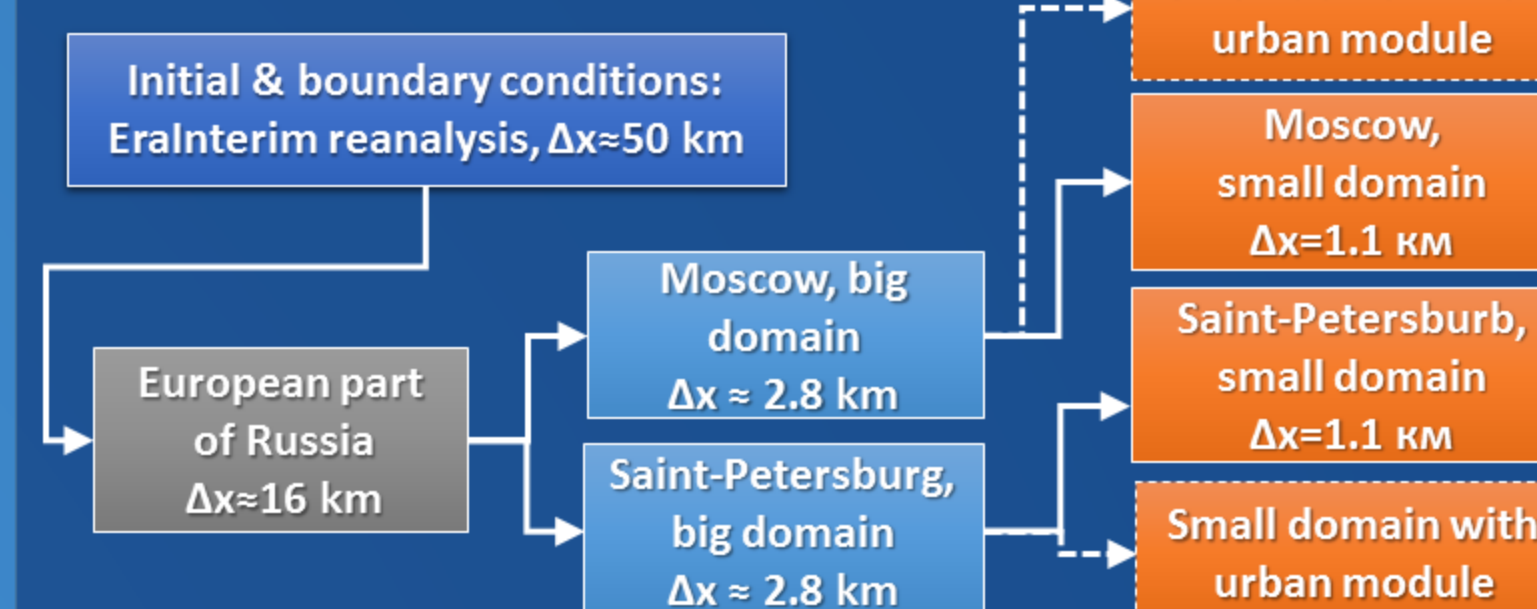 Initial & boundary conditions:
EraInterim reanalysis, Δx≈50 km
European part
of Russia
Δx≈16 km
Moscow, big
domain
Δx ≈ 2.8 km
Saint-Petersburg,
big domain
Δx ≈ 2.8 km
urban module
Moscow,
small domain
Δx=1.1 км
Saint-Petersburb,
small domain
Δx=1.1 км
Small domain with
urban module